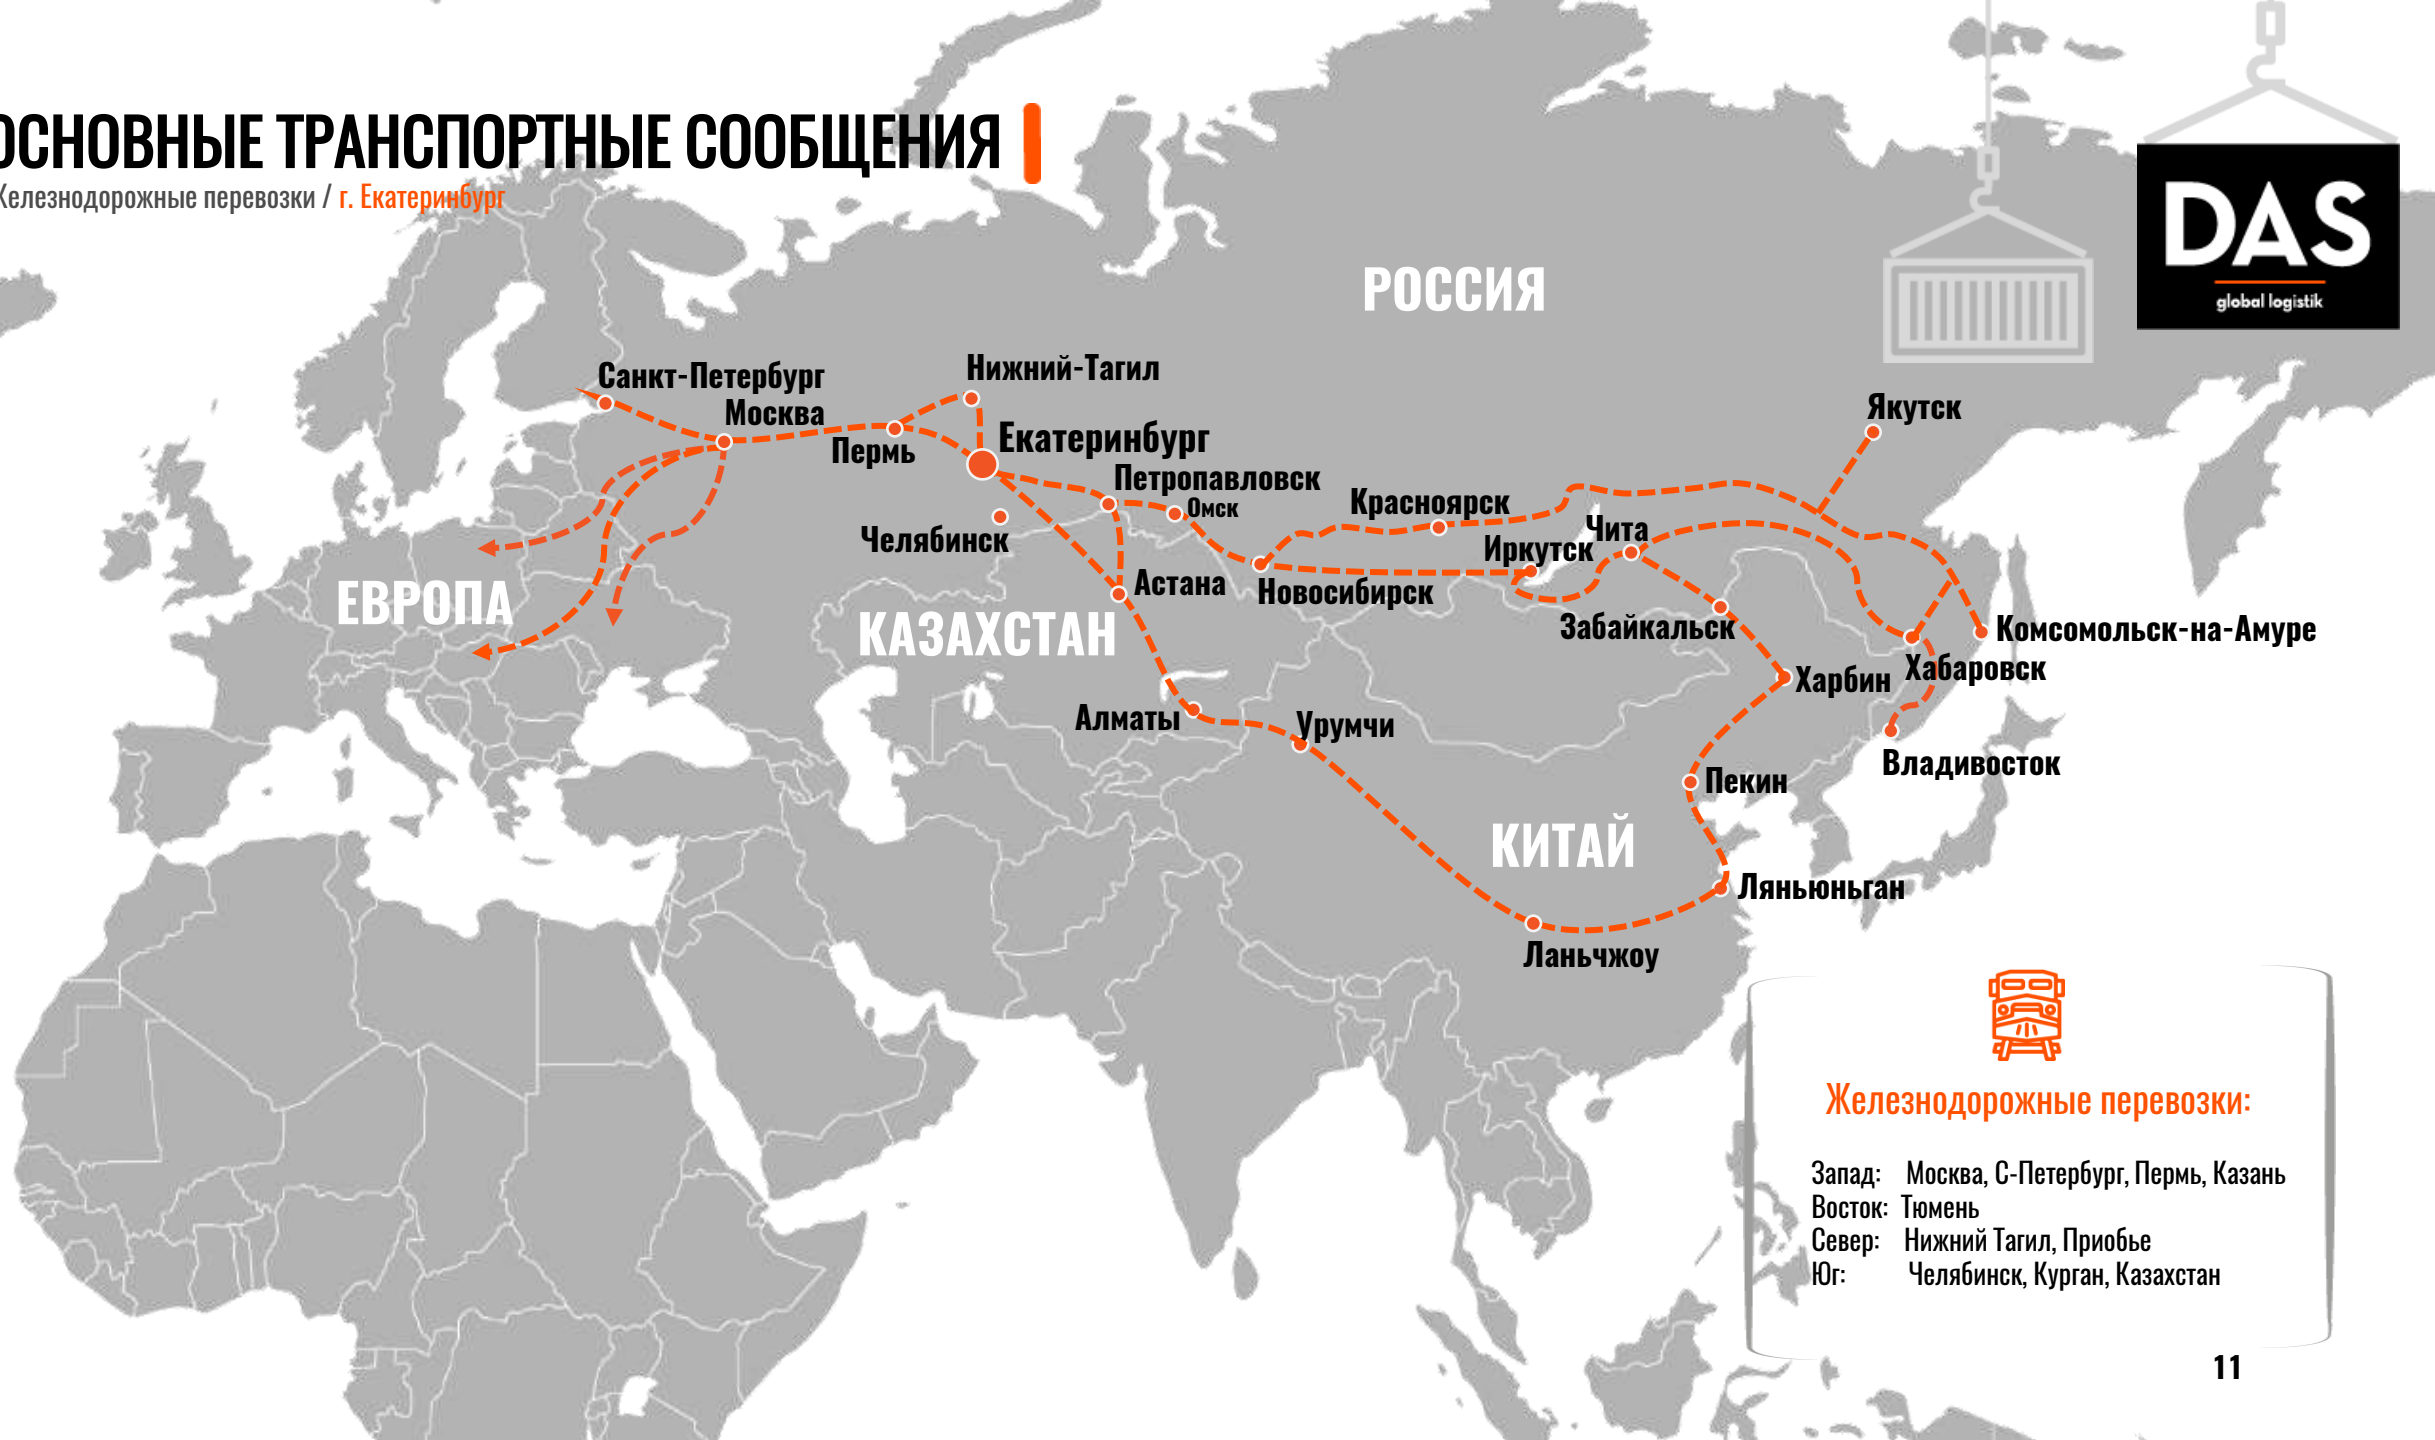 ОСНОВНЫЕ ТРАНСПОРТНЫЕ СООБЩЕНИЯ
Железнодорожные перевозки / г. Екатеринбург
DAS
global logistik
РОССИЯ
Санкт-Петербург
Нижний-Тагил
Москва
Якутск
Пермь
Екатеринбург
Петропавловск
Омск
Красноярск
Чита
Челябинск
Иркутск
Астана
Новосибирск
ЕВРОПА
КАЗАХСТАН
Забайкальск
Комсомольск-на-Амуре
Хабаровск
Харбин
Алматы
Урумчи
Владивосток
Пекин
КИТАЙ
Ляньюньган
Ланьчжоу
Железнодорожные перевозки:
Запад: Москва, С-Петербург, Пермь, Казань
Восток: Тюмень
Север: Нижний Тагил, Приобье
Юг: Челябинск, Курган, Казахстан
11